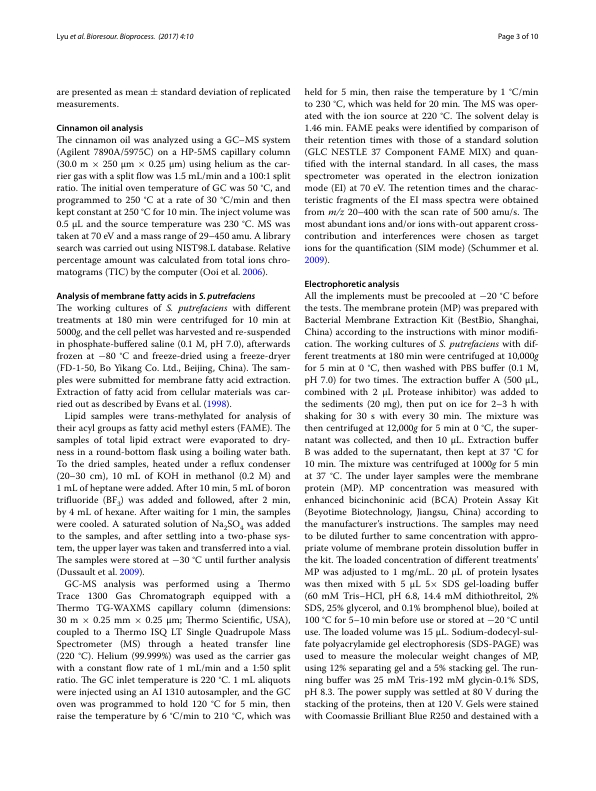 Lyu et al. Bioresour. Bioprocess. (2017) 4:10
Page 3 of 10
are presented as mean ± standard deviation of replicated
measurements.
Cinnamon oil analysis
The cinnamon oil was analyzed using a GC–MS system
(Agilent 7890A/5975C) on a HP-5MS capillary column
(30.0 m × 250 μm × 0.25 μm) using helium as the car-
rier gas with a split flow was 1.5 mL/min and a 100:1 split
ratio. The initial oven temperature of GC was 50 °C, and
programmed to 250 °C at a rate of 30 °C/min and then
kept constant at 250 °C for 10 min. The inject volume was
0.5 μL and the source temperature was 230 °C. MS was
taken at 70 eV and a mass range of 29–450 amu. A library
search was carried out using NIST98.L database. Relative
percentage amount was calculated from total ions chro-
matograms (TIC) by the computer (Ooi et al. 2006).
Analysis of membrane fatty acids in S. putrefaciens
The working cultures of S. putrefaciens with different
treatments at 180 min were centrifuged for 10 min at
5000g, and the cell pellet was harvested and re-suspended
in phosphate-buffered saline (0.1 M, pH 7.0), afterwards
frozen at −80 °C and freeze-dried using a freeze-dryer
(FD-1-50, Bo Yikang Co. Ltd., Beijing, China). The sam-
ples were submitted for membrane fatty acid extraction.
Extraction of fatty acid from cellular materials was car-
ried out as described by Evans et al. (1998).
Lipid samples were trans-methylated for analysis of
their acyl groups as fatty acid methyl esters (FAME). The
samples of total lipid extract were evaporated to dry-
ness in a round-bottom flask using a boiling water bath.
To the dried samples, heated under a reflux condenser
(20–30 cm), 10 mL of KOH in methanol (0.2 M) and
1 mL of heptane were added. After 10 min, 5 mL of boron
trifluoride (BF3) was added and followed, after 2 min,
by 4 mL of hexane. After waiting for 1 min, the samples
were cooled. A saturated solution of Na2SO4 was added
to the samples, and after settling into a two-phase sys-
tem, the upper layer was taken and transferred into a vial.
The samples were stored at −30 °C until further analysis
(Dussault et al. 2009).
GC-MS analysis was performed using a Thermo
Trace 1300 Gas Chromatograph equipped with a
Thermo TG-WAXMS capillary column (dimensions:
30 m × 0.25 mm × 0.25 μm; Thermo Scientific, USA),
coupled to a Thermo ISQ LT Single Quadrupole Mass
Spectrometer (MS) through a heated transfer line
(220 °C). Helium (99.999%) was used as the carrier gas
with a constant flow rate of 1 mL/min and a 1:50 split
ratio. The GC inlet temperature is 220 °C. 1 mL aliquots
were injected using an AI 1310 autosampler, and the GC
oven was programmed to hold 120 °C for 5 min, then
raise the temperature by 6 °C/min to 210 °C, which was
held for 5 min, then raise the temperature by 1 °C/min
to 230 °C, which was held for 20 min. The MS was oper-
ated with the ion source at 220 °C. The solvent delay is
1.46 min. FAME peaks were identified by comparison of
their retention times with those of a standard solution
(GLC NESTLE 37 Component FAME MIX) and quan-
tified with the internal standard. In all cases, the mass
spectrometer was operated in the electron ionization
mode (EI) at 70 eV. The retention times and the charac-
teristic fragments of the EI mass spectra were obtained
from m/z 20–400 with the scan rate of 500 amu/s. The
most abundant ions and/or ions with-out apparent cross-
contribution and interferences were chosen as target
ions for the quantification (SIM mode) (Schummer et al.
2009).
Electrophoretic analysis
All the implements must be precooled at −20 °C before
the tests. The membrane protein (MP) was prepared with
Bacterial Membrane Extraction Kit (BestBio, Shanghai,
China) according to the instructions with minor modifi-
cation. The working cultures of S. putrefaciens with dif-
ferent treatments at 180 min were centrifuged at 10,000g
for 5 min at 0 °C, then washed with PBS buffer (0.1 M,
pH 7.0) for two times. The extraction buffer A (500 μL,
combined with 2 μL Protease inhibitor) was added to
the sediments (20 mg), then put on ice for 2–3 h with
shaking for 30 s with every 30 min. The mixture was
then centrifuged at 12,000g for 5 min at 0 °C, the super-
natant was collected, and then 10 μL. Extraction buffer
B was added to the supernatant, then kept at 37 °C for
10 min. The mixture was centrifuged at 1000g for 5 min
at 37 °C. The under layer samples were the membrane
protein (MP). MP concentration was measured with
enhanced bicinchoninic acid (BCA) Protein Assay Kit
(Beyotime Biotechnology, Jiangsu, China) according to
the manufacturer's instructions. The samples may need
to be diluted further to same concentration with appro-
priate volume of membrane protein dissolution buffer in
the kit. The loaded concentration of different treatments'
MP was adjusted to 1 mg/mL. 20 μL of protein lysates
was then mixed with 5 μL 5× SDS gel-loading buffer
(60 mM Tris–HCl, pH 6.8, 14.4 mM dithiothreitol, 2%
SDS, 25% glycerol, and 0.1% bromphenol blue), boiled at
100 °C for 5–10 min before use or stored at −20 °C until
use. The loaded volume was 15 μL. Sodium-dodecyl-sul-
fate polyacrylamide gel electrophoresis (SDS-PAGE) was
used to measure the molecular weight changes of MP,
using 12% separating gel and a 5% stacking gel. The run-
ning buffer was 25 mM Tris-192 mM glycin-0.1% SDS,
pH 8.3. The power supply was settled at 80 V during the
stacking of the proteins, then at 120 V. Gels were stained
with Coomassie Brilliant Blue R250 and destained with a